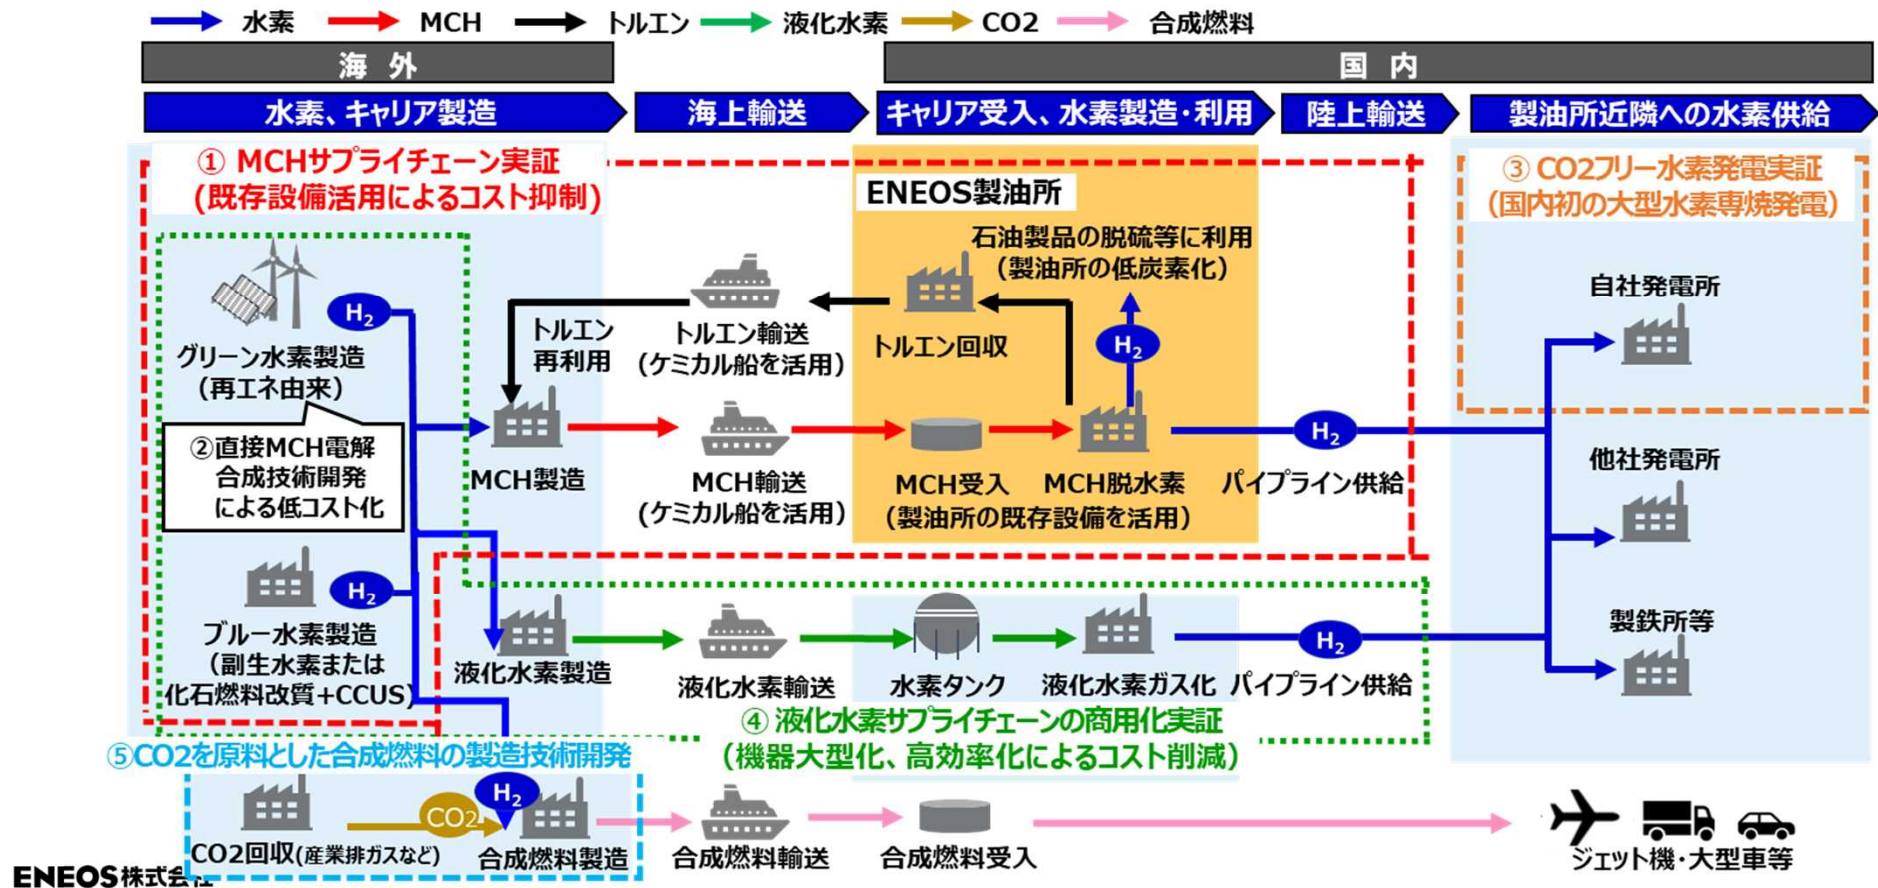 水素
MCH
トルエン
液化水素
CO2
合成燃料
海 外
国 内
水素、キャリア製造
海上輸送
キャリア受入、水素製造・利用
陸上輸送
製油所近隣への水素供給
① MCHサプライチェーン実証
(既存設備活用によるコスト抑制)
ENEOS製油所
③ CO2フリー水素発電実証
(国内初の大型水素専焼発電)
石油製品の脱硫等に利用
(製油所の低炭素化)
H2
グリーン水素製造
(再エネ由来)
トルエン
再利用
トルエン輸送
(ケミカル船を活用)
トルエン回収
H2
自社発電所
②直接MCH電解
合成技術開発
による低コスト化
MCH製造
MCH輸送
(ケミカル船を活用)
MCH受入
MCH脱水素
(製油所の既存設備を活用)
H2
パイプライン供給
他社発電所
H2
ブルー水素製造
(副生水素または
化石燃料改質+CCUS)
液化水素製造
液化水素輸送
水素タンク
液化水素ガス化
H2
パイプライン供給
製鉄所等
④ 液化水素サプライチェーンの商用化実証
(機器大型化、高効率化によるコスト削減)
⑤CO2を原料とした合成燃料の製造技術開発
CO2
H2
CO2回収(産業排ガスなど)
合成燃料製造
合成燃料輸送
合成燃料受入
ジェット機・大型車等
ENEOS株式会社